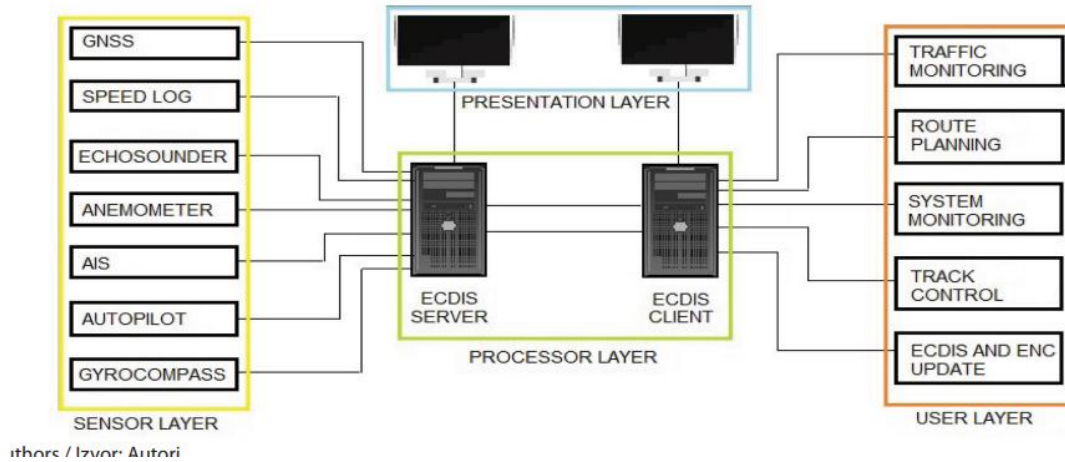 GNSS
SPEED LOG
ECHOSOUNDER
ANEMOMETER
AIS
AUTOPILOT
GYROCOMPASS
SENSOR LAYER
PRESENTATION LAYER
ECDIS
SERVER
ECDIS
CLIENT
PROCESSOR LAYER
TRAFFIC
MONITORING
ROUTE
PLANNING
SYSTEM
MONITORING
TRACK
CONTROL
ECDIS AND ENC
UPDATE
USER LAYER
uthors / Izvor: Autori